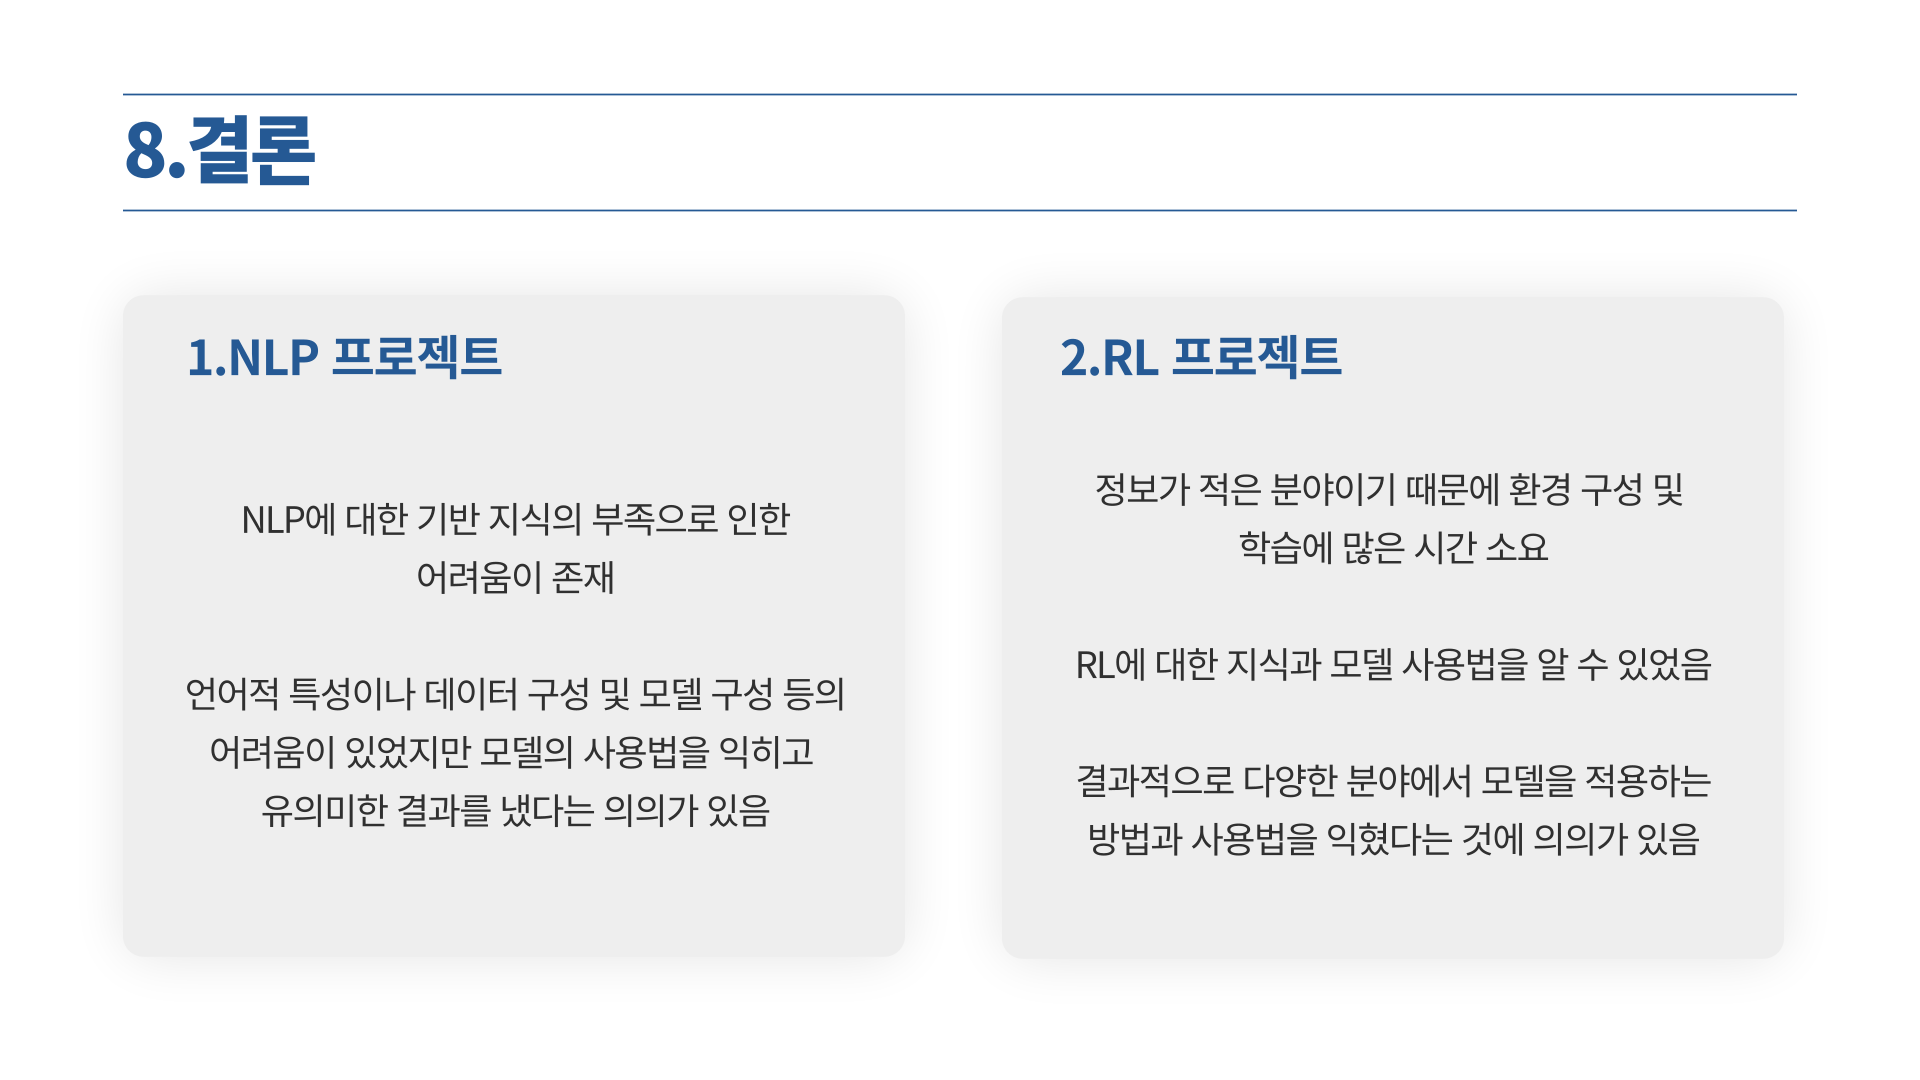 8.결론
1.NLP 프로젝트
NLP에 대한 기반 지식의 부족으로 인한
어려움이 존재
언어적 특성이나 데이터 구성 및 모델 구성 등의
어려움이 있었지만 모델의 사용법을 익히고
유의미한 결과를 냈다는 의의가 있음
2.RL 프로젝트
정보가 적은 분야이기 때문에 환경 구성 및
학습에 많은 시간 소요
RL에 대한 지식과 모델 사용법을 알 수 있었음
결과적으로 다양한 분야에서 모델을 적용하는
방법과 사용법을 익혔다는 것에 의의가 있음